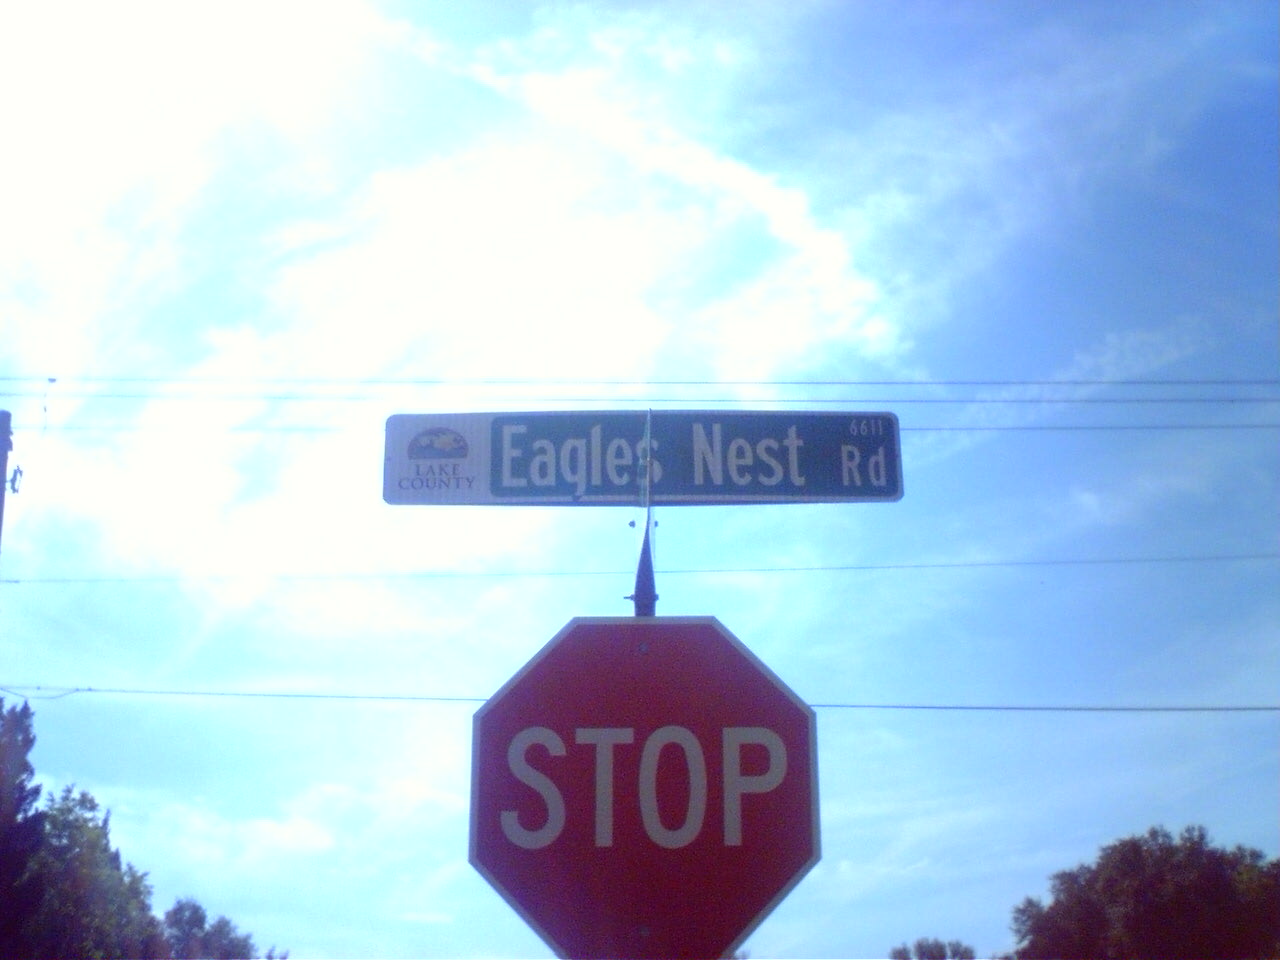 LAKE
COUNTY
Eagles Nest Rd
6611
STOP